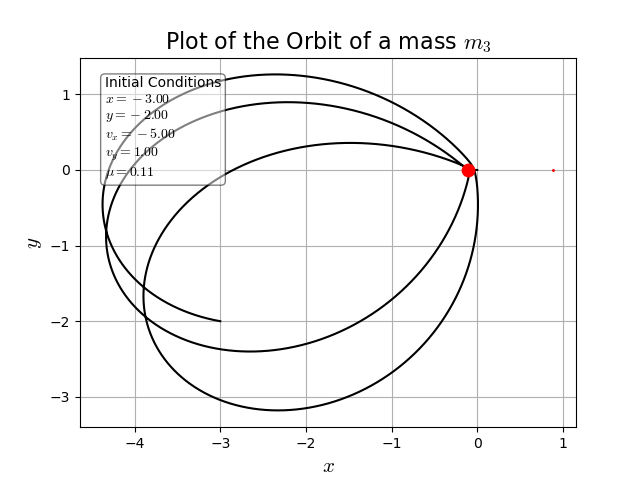 Plot of the Orbit of a mass m₃
Initial Conditions
x = −3.00
y = −2.00
vₓ = −5.00
v_y = 1.00
μ = 0.11
1
0
−1
−2
−3
y
−4 −3 −2 −1 0 1
x